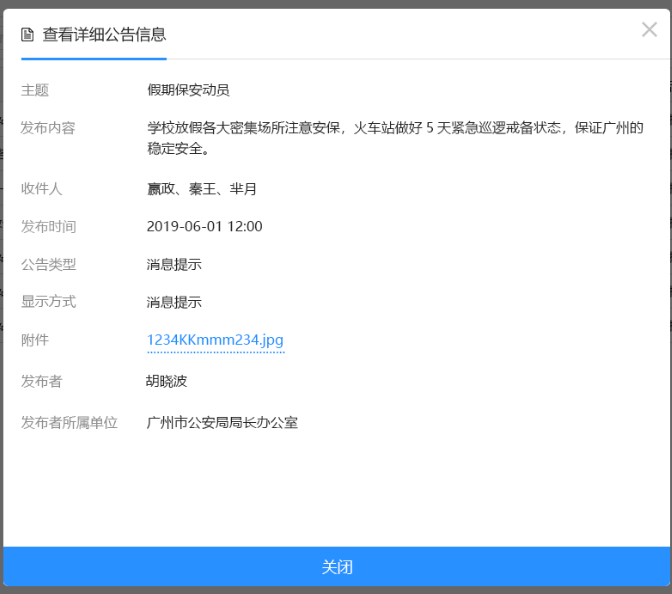 查看详细公告信息
主题 假期保安动员
发布内容 学校放假各大密集场所注意安保，火车站做好 5 天紧急巡逻戒备状态，保证广州的
稳定安全。
收件人 嬴政、秦王、芈月
发布时间 2019-06-01 12:00
公告类型 消息提示
显示方式 消息提示
附件 1234KKmmm234.jpg
发布者 胡晓波
发布者所属单位 广州市公安局局长办公室
关闭